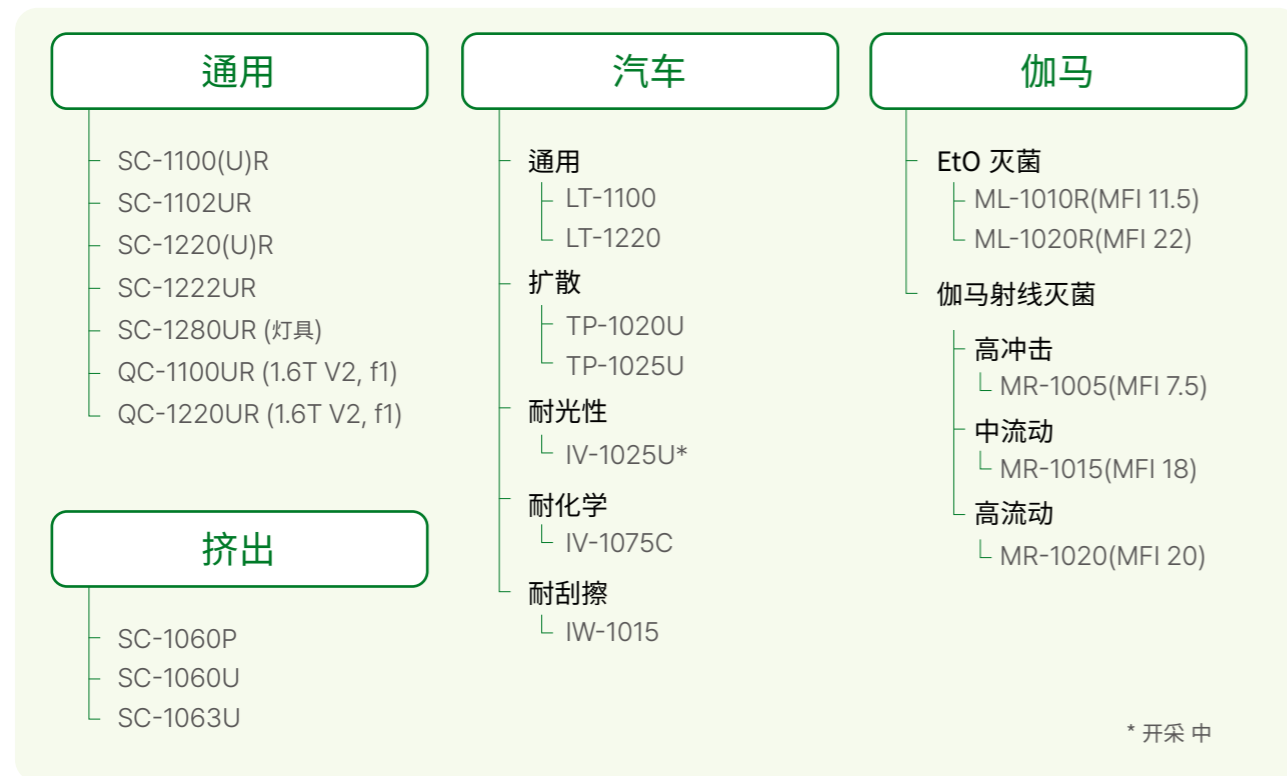 通用
SC-1100(U)R
SC-1102UR
SC-1220(U)R
SC-1222UR
SC-1280UR (灯具)
QC-1100UR (1.6T V2, f1)
QC-1220UR (1.6T V2, f1)
挤出
SC-1060P
SC-1060U
SC-1063U
汽车
通用
LT-1100
LT-1220
扩散
TP-1020U
TP-1025U
耐光性
IV-1025U*
耐化学
IV-1075C
耐刮擦
IW-1015
伽马
EtO 灭菌
ML-1010R(MFI 11.5)
ML-1020R(MFI 22)
伽马射线灭菌
高冲击
MR-1005(MFI 7.5)
中流动
MR-1015(MFI 18)
高流动
MR-1020(MFI 20)
* 开采 中